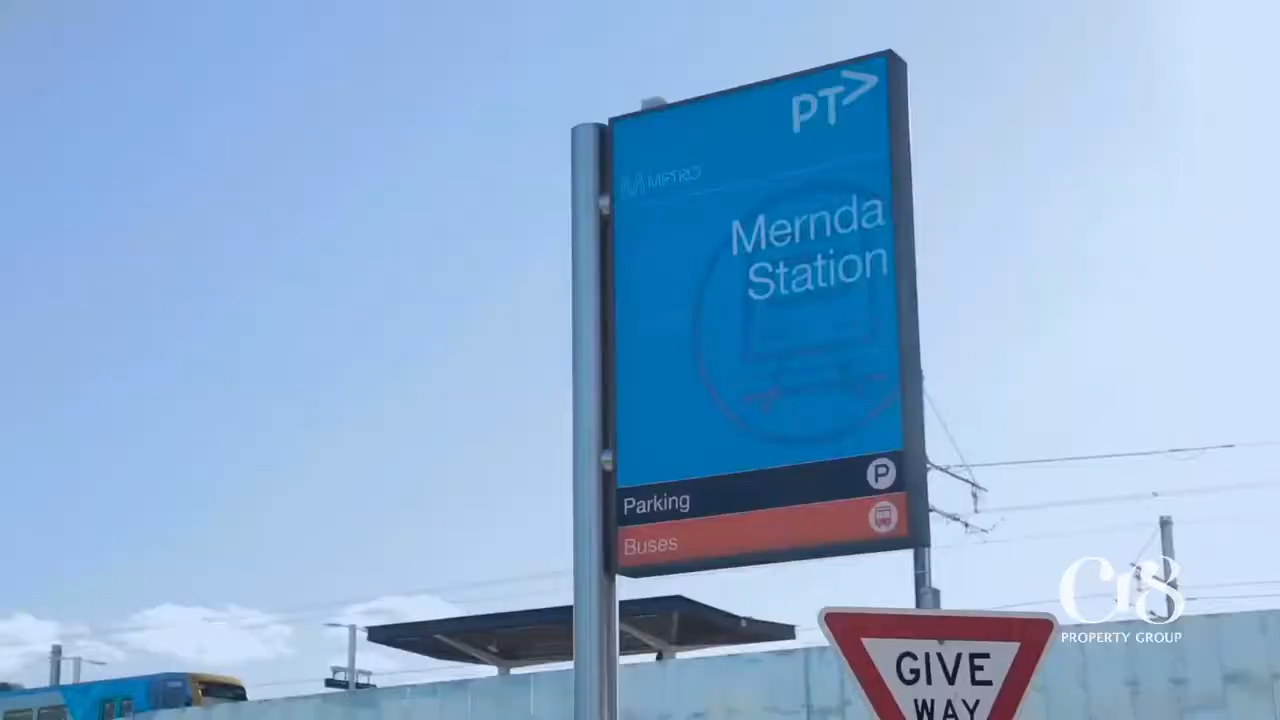 PT>
METRO
Mernda
Station
Parking
P
Buses
GIVE
WAY
Cr8
PROPERTY GROUP